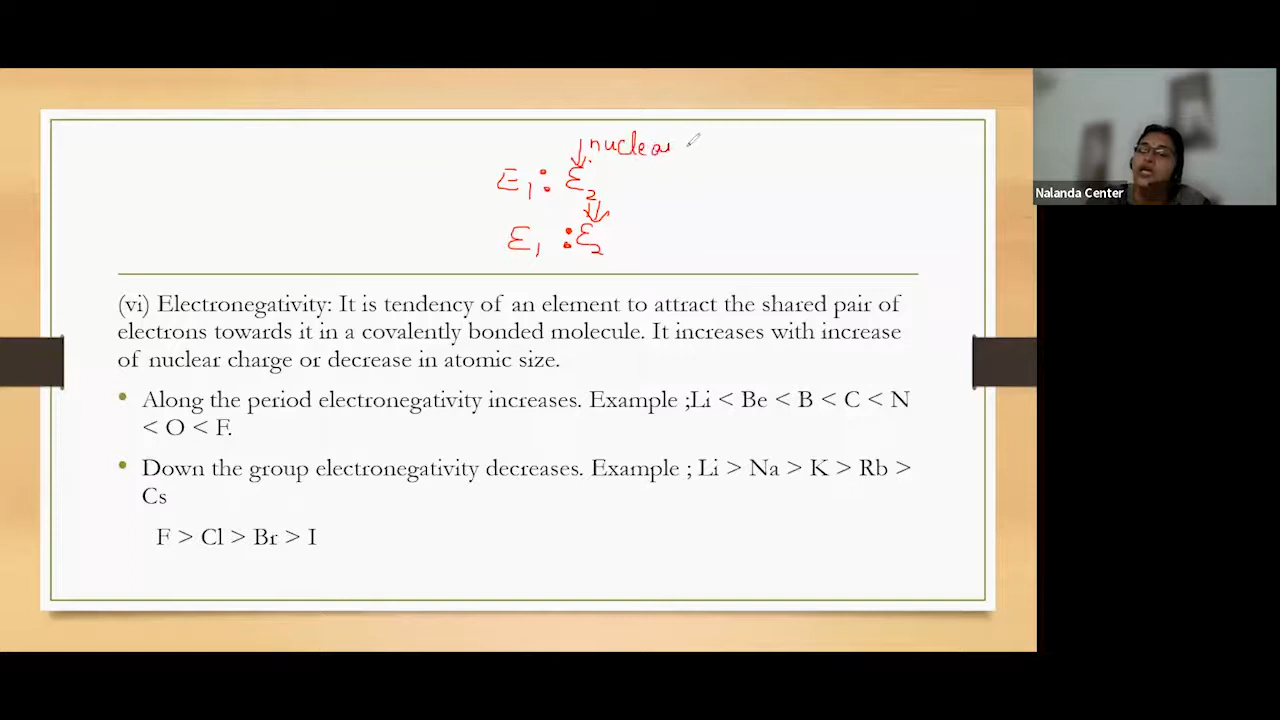 nuclear
E1 : E2
E1 : E2
Nalanda Center
(vi) Electronegativity: It is tendency of an element to attract the shared pair of
electrons towards it in a covalently bonded molecule. It increases with increase
of nuclear charge or decrease in atomic size.
• Along the period electronegativity increases. Example ;Li < Be < B < C < N
< O < F.
• Down the group electronegativity decreases. Example ; Li > Na > K > Rb >
Cs
F > Cl > Br > I